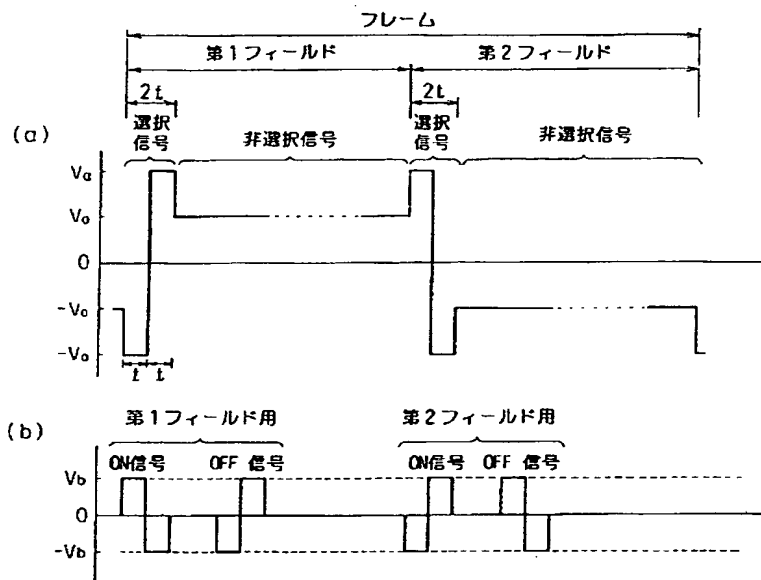 フレーム
第1フィールド 第2フィールド
2t 2t
(a)
選択信号 非選択信号 選択信号 非選択信号
Va
Vo
0
-Vo
-Va
t t
(b)
第1フィールド用 第2フィールド用
ON信号 OFF 信号 ON信号 OFF 信号
Vb
0
-Vb